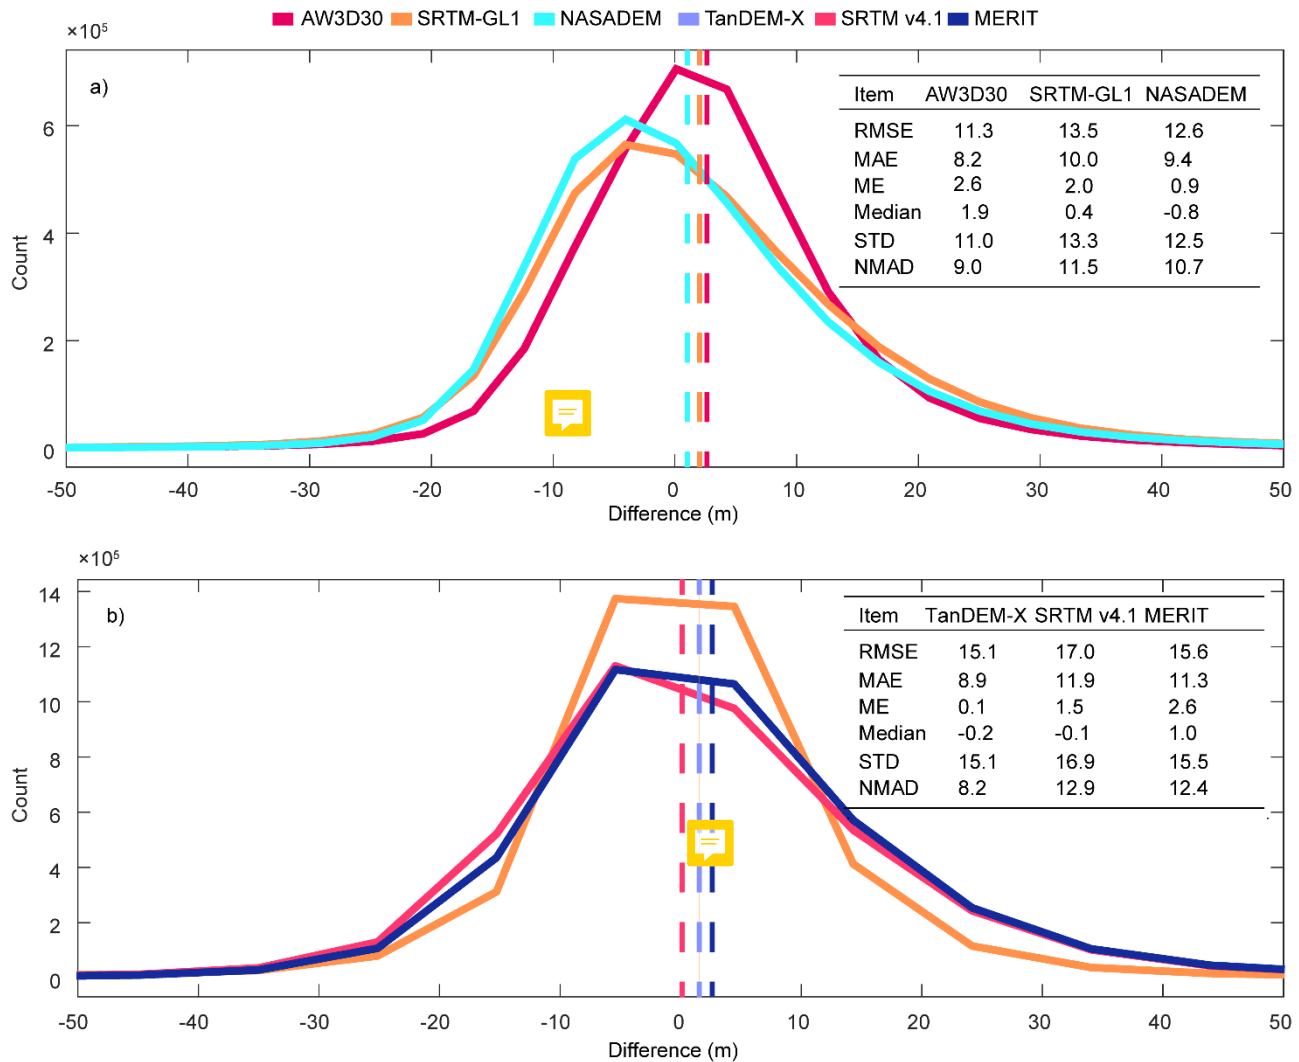 AW3D30 SRTM-GL1 NASADEM TanDEM-X SRTM v4.1 MERIT
×10⁵
a)
Item AW3D30 SRTM-GL1 NASADEM
RMSE 11.3 13.5 12.6
MAE 8.2 10.0 9.4
ME 2.6 2.0 0.9
Median 1.9 0.4 -0.8
STD 11.0 13.3 12.5
NMAD 9.0 11.5 10.7
6
4
2
0
Count
-50 -40 -30 -20 -10 0 10 20 30 40 50
Difference (m)
×10⁵
b)
Item TanDEM-X SRTM v4.1 MERIT
RMSE 15.1 17.0 15.6
MAE 8.9 11.9 11.3
ME 0.1 1.5 2.6
Median -0.2 -0.1 1.0
STD 15.1 16.9 15.5
NMAD 8.2 12.9 12.4
14
12
10
8
6
4
2
0
Count
-50 -40 -30 -20 -10 0 10 20 30 40 50
Difference (m)